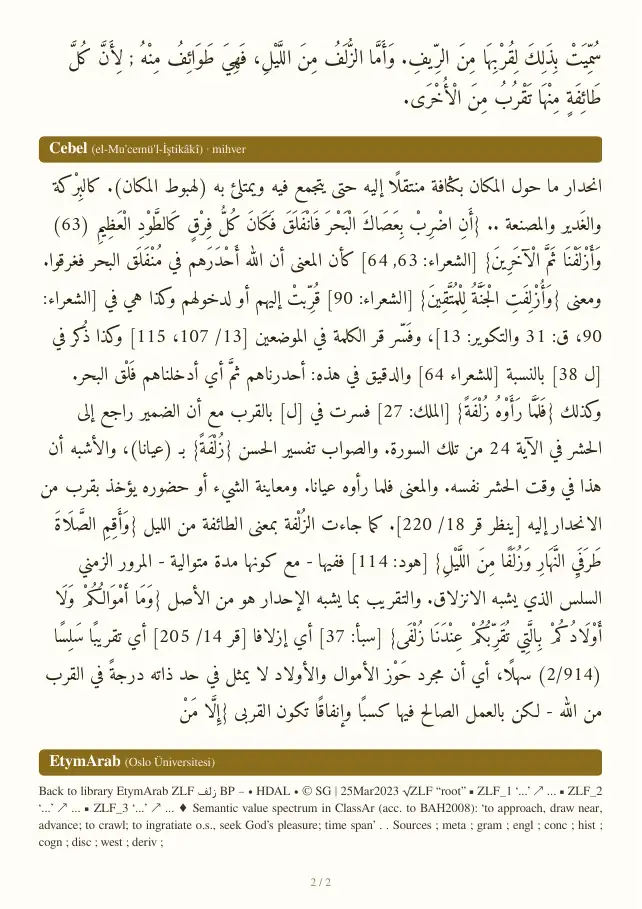 سُمِّيَتْ بِذَلِكَ لِقُرْبِهَا مِنَ الرِّيفِ. وَأَمَّا الزُّلَفُ مِنَ اللَّيْلِ، فَهِيَ طَوَائِفُ مِنْهُ ; لِأَنَّ كُلَّ
طَائِفَةٍ مِنْهَا تَقْرُبُ مِنَ الْأُخْرَى.
Cebel (el-Mu'cemü'l-İştikâkî) · mihver
انحدار ما حول المكان بكثافة منتقلًا إليه حتى يتجمع فيه ويمتلئ به (لهبوط المكان). كالبِرْكة
والغَدير والمصنعة .. {أَنِ اضْرِبْ بِعَصَاكَ الْبَحْرَ فَانْفَلَقَ فَكَانَ كُلُّ فِرْقٍ كَالطَّوْدِ الْعَظِيمِ (63)
وَأَزْلَفْنَا ثَمَّ الْآخَرِينَ} [الشعراء: 63, 64] كأن المعنى أن الله أَحْدَرَهم في مُنْفَلَق البحر فغرقوا.
ومعنى {وَأُزْلِفَتِ الْجَنَّةُ لِلْمُتَّقِينَ} [الشعراء: 90] قُرِّبتْ إليهم أو لدخولهم وكذا هي في [الشعراء:
90، ق: 31 والتكوير: 13]، وفسّر قر الكلمة في الموضعين [13/ 107، 115] وكذا ذُكر في
[ل 38] بالنسبة [للشعراء 64] والدقيق في هذه: أحدرناهم ثمَّ أي أدخلناهم فَلْق البحر.
وكذلك {فَلَمَّا رَأَوْهُ زُلْفَةً} [الملك: 27] فسرت في [ل] بالقرب مع أن الضمير راجع إلى
الحشر في الآية 24 من تلك السورة. والصواب تفسير الحسن {زُلْفَةً} بـ (عيانا)، والأشبه أن
هذا في وقت الحشر نفسه. والمعنى فلما رأوه عيانا. ومعاينة الشيء أو حضوره يؤخذ بقرب من
الانحدار إليه [ينظر قر 18/ 220]. كما جاءت الزُلْفة بمعنى الطائفة من الليل {وَأَقِمِ الصَّلَاةَ
طَرَفَيِ النَّهَارِ وَزُلَفًا مِنَ اللَّيْلِ} [هود: 114] ففيها - مع كونها مدة متوالية - المرور الزمني
السلس الذي يشبه الانزلاق. والتقريب بما يشبه الإحدار هو من الأصل {وَمَا أَمْوَالُكُمْ وَلَا
أَوْلَادُكُمْ بِالَّتِي تُقَرِّبُكُمْ عِنْدَنَا زُلْفَى} [سبأ: 37] أي إزلافا [قر 14/ 205] أي تقريبًا سَلِسًا
(2/914) سهلًا، أي أن مجرد حَوْز الأموال والأولاد لا يمثل في حد ذاته درجةً في القرب
من الله - لكن بالعمل الصالح فيها كسبًا وإنفاقًا تكون القربى {إِلَّا مَنْ
EtymArab (Oslo Üniversitesi)
Back to library EtymArab ZLF زلف BP – • HDAL • © SG | 25Mar2023 √ZLF “root” ▪ ZLF_1 ‘...’ ↗ ... ▪ ZLF_2
‘...’ ↗ ... ▪ ZLF_3 ‘...’ ↗ ... ♦ Semantic value spectrum in ClassAr (acc. to BAH2008): ‘to approach, draw near,
advance; to crawl; to ingratiate o.s., seek God’s pleasure; time span’ . . Sources ; meta ; gram ; engl ; conc ; hist ;
cogn ; disc ; west ; deriv ;
2 / 2